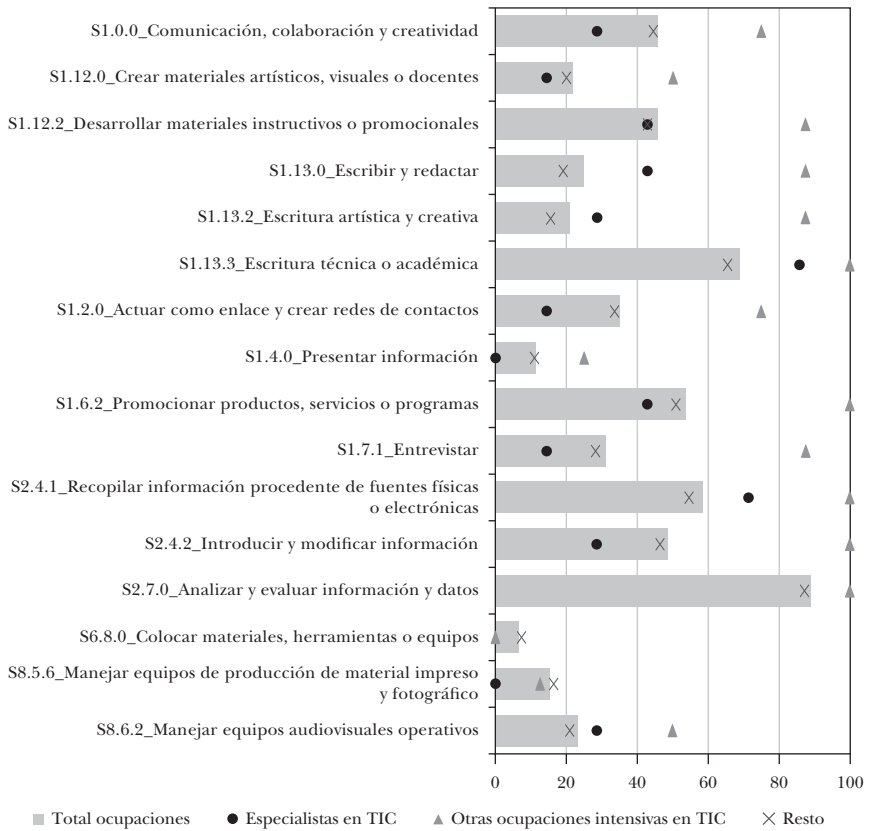 S1.0.0_Comunicación, colaboración y creatividad
S1.12.0_Crear materiales artísticos, visuales o docentes
S1.12.2_Desarrollar materiales instructivos o promocionales
S1.13.0_Escribir y redactar
S1.13.2_Escritura artística y creativa
S1.13.3_Escritura técnica o académica
S1.2.0_Actuar como enlace y crear redes de contactos
S1.4.0_Presentar información
S1.6.2_Promocionar productos, servicios o programas
S1.7.1_Entrevistar
S2.4.1_Recopilar información procedente de fuentes físicas
o electrónicas
S2.4.2_Introducir y modificar información
S2.7.0_Analizar y evaluar información y datos
S6.8.0_Colocar materiales, herramientas o equipos
S8.5.6_Manejar equipos de producción de material impreso
y fotográfico
S8.6.2_Manejar equipos audiovisuales operativos
0 20 40 60 80 100
Total ocupaciones Especialistas en TIC Otras ocupaciones intensivas en TIC Resto